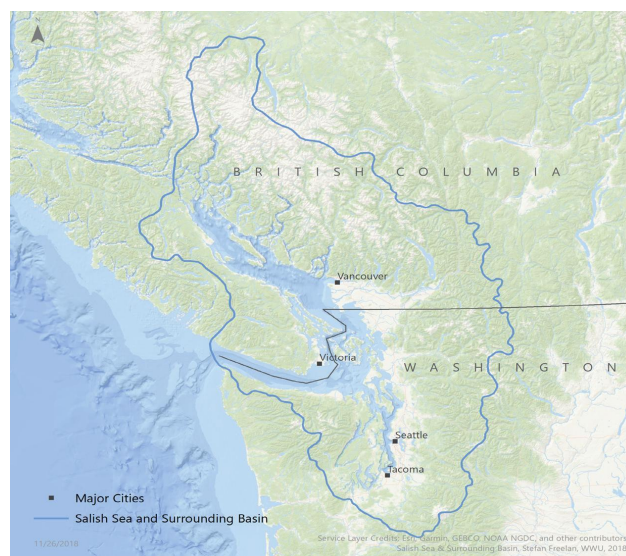 N
BRITISH COLUMBIA
Vancouver
Victoria
WASHINGTON
Seattle
Tacoma
Major Cities
Salish Sea and Surrounding Basin
11/26/2018
Service Layer Credits: Esri, Garmin, GEBCO, NOAA NGDC, and other contributors
Salish Sea & Surrounding Basin, Stefan Freelan, WWU, 2018